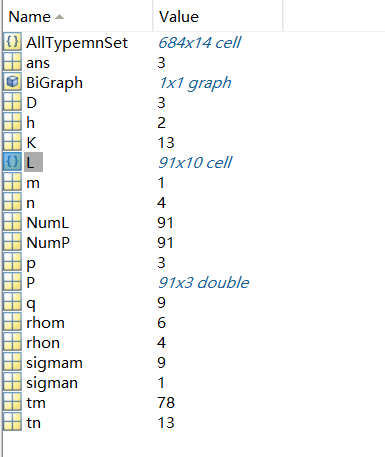 Name Value
{} AllTypemnSet 684x14 cell
ans 3
BiGraph 1x1 graph
D 3
h 2
K 13
{} L 91x10 cell
m 1
n 4
NumL 91
NumP 91
p 3
P 91x3 double
q 9
rhom 6
rhon 4
sigmam 9
sigman 1
tm 78
tn 13